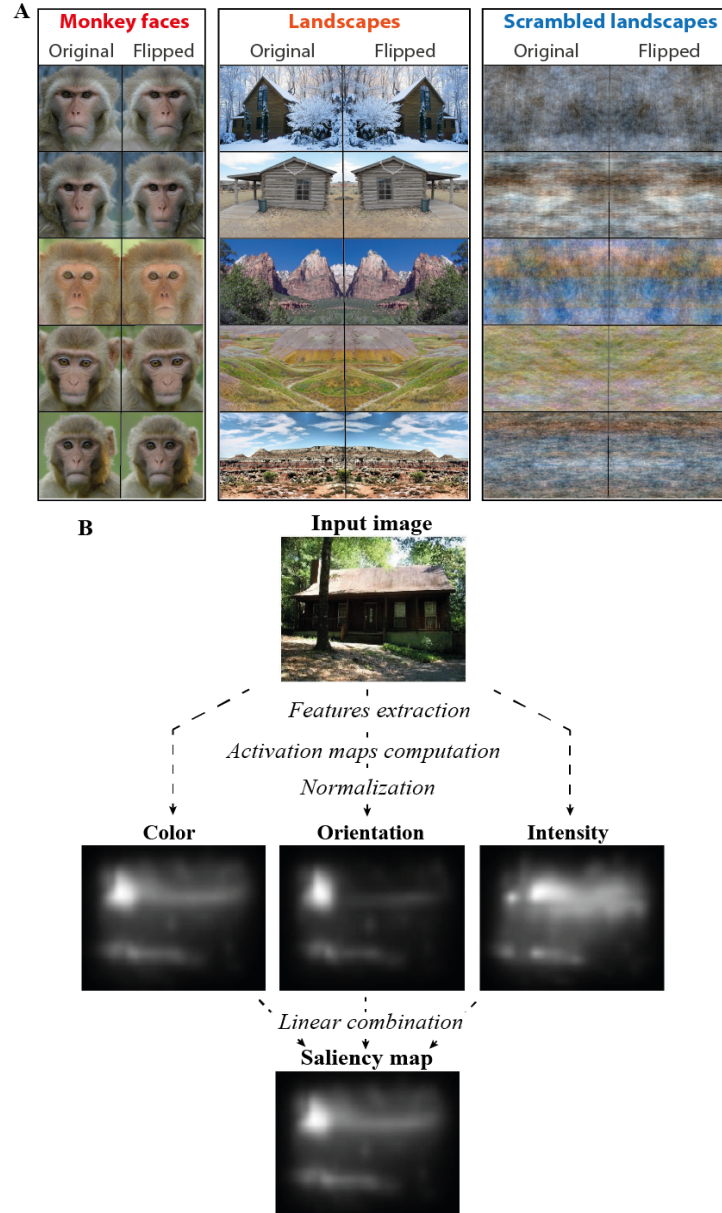 A
Monkey faces
Original Flipped
Landscapes
Original Flipped
Scrambled landscapes
Original Flipped
B
Input image
Features extraction
Activation maps computation
Normalization
Color Orientation Intensity
Linear combination
Saliency map